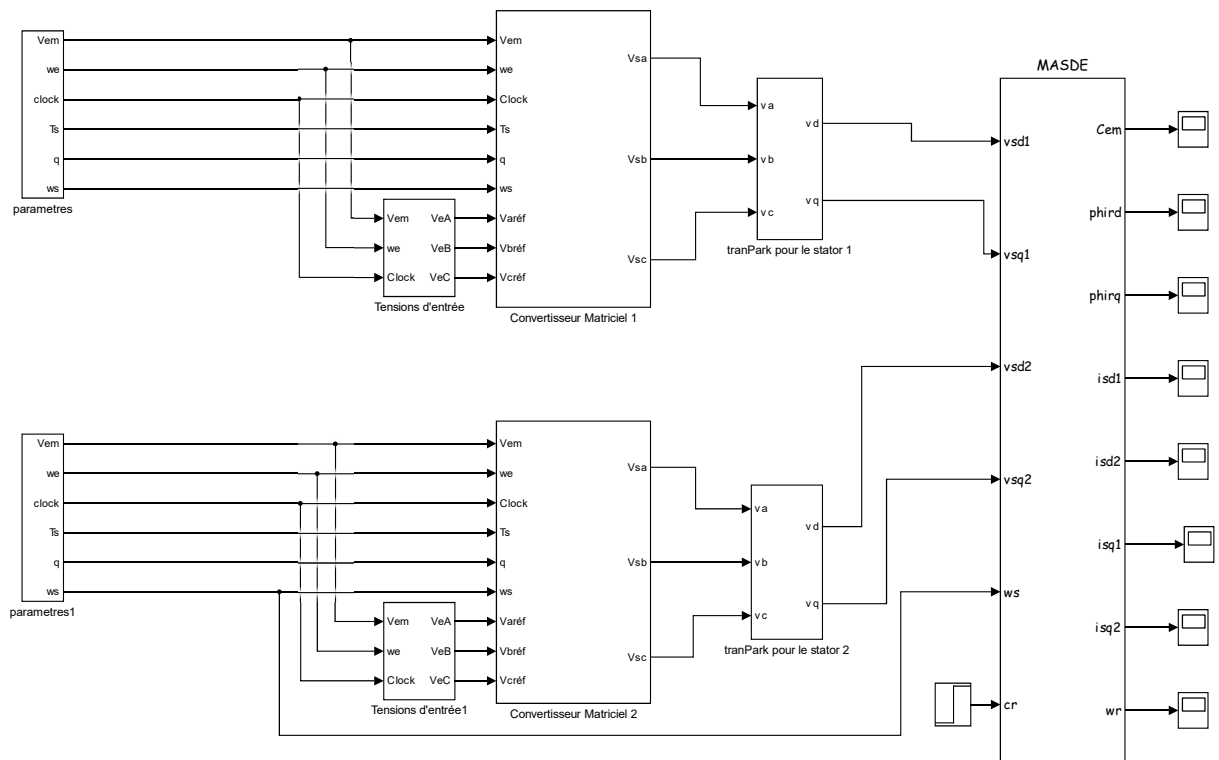 Vem
we
clock
Ts
q
ws
parametres
Vem
we
Clock
VeA
VeB
VeC
Tensions d'entrée
Vem
we
Clock
Ts
q
ws
Varéf
Vbréf
Vcréf
Vsa
Vsb
Vsc
Convertisseur Matriciel 1
va
vb
vc
vd
vq
tranPark pour le stator 1
Vem
we
clock
Ts
q
ws
parametres1
Vem
we
Clock
VeA
VeB
VeC
Tensions d'entrée1
Vem
we
Clock
Ts
q
ws
Varéf
Vbréf
Vcréf
Vsa
Vsb
Vsc
Convertisseur Matriciel 2
va
vb
vc
vd
vq
tranPark pour le stator 2
MASDE
vsd1
vsq1
vsd2
vsq2
ws
cr
Cem
phird
phirq
isd1
isd2
isq1
isq2
wr